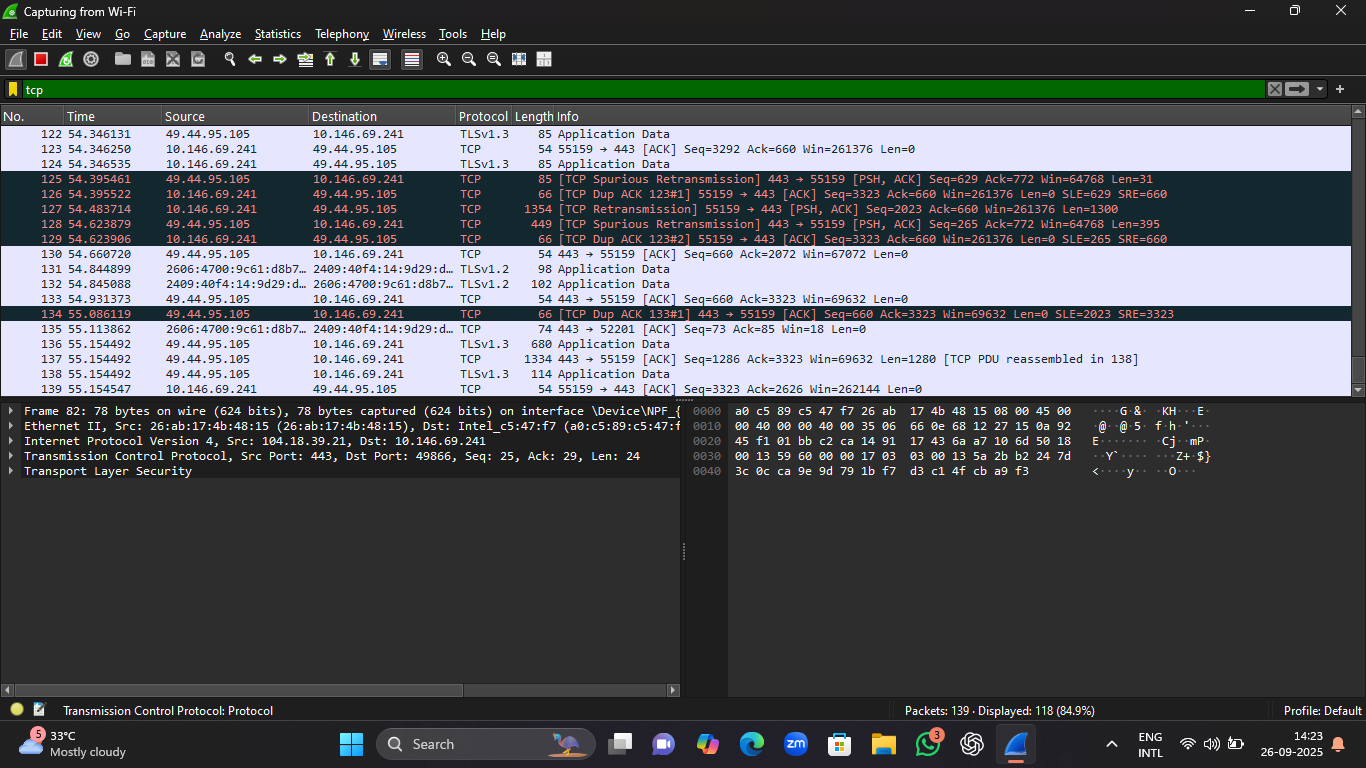 Capturing from Wi-Fi
File Edit View Go Capture Analyze Statistics Telephony Wireless Tools Help
tcp
No. Time Source Destination Protocol Length Info
122 54.346131 49.44.95.105 10.146.69.241 TLSv1.3 85 Application Data
123 54.346250 10.146.69.241 49.44.95.105 TCP 54 55159 → 443 [ACK] Seq=3292 Ack=660 Win=261376 Len=0
124 54.346535 10.146.69.241 49.44.95.105 TLSv1.3 85 Application Data
125 54.395461 49.44.95.105 10.146.69.241 TCP 85 [TCP Spurious Retransmission] 443 → 55159 [PSH, ACK] Seq=629 Ack=772 Win=64768 Len=31
126 54.395522 10.146.69.241 49.44.95.105 TCP 66 [TCP Dup ACK 123#1] 55159 → 443 [ACK] Seq=3323 Ack=660 Win=261376 Len=0 SLE=629 SRE=660
127 54.483714 10.146.69.241 49.44.95.105 TCP 1354 [TCP Retransmission] 55159 → 443 [PSH, ACK] Seq=2023 Ack=660 Win=261376 Len=1300
128 54.623879 49.44.95.105 10.146.69.241 TCP 449 [TCP Spurious Retransmission] 443 → 55159 [PSH, ACK] Seq=265 Ack=772 Win=64768 Len=395
129 54.623906 10.146.69.241 49.44.95.105 TCP 66 [TCP Dup ACK 123#2] 55159 → 443 [ACK] Seq=3323 Ack=660 Win=261376 Len=0 SLE=265 SRE=660
130 54.660720 49.44.95.105 10.146.69.241 TCP 54 443 → 55159 [ACK] Seq=660 Ack=2072 Win=67072 Len=0
131 54.844899 2606:4700:9c61:d8b7… 2409:40f4:14:9d29:d… TLSv1.2 98 Application Data
132 54.845088 2409:40f4:14:9d29:d… 2606:4700:9c61:d8b7… TLSv1.2 102 Application Data
133 54.931373 49.44.95.105 10.146.69.241 TCP 54 443 → 55159 [ACK] Seq=660 Ack=3323 Win=69632 Len=0
134 55.086119 49.44.95.105 10.146.69.241 TCP 66 [TCP Dup ACK 133#1] 443 → 55159 [ACK] Seq=660 Ack=3323 Win=69632 Len=0 SLE=2023 SRE=3323
135 55.113862 2606:4700:9c61:d8b7… 2409:40f4:14:9d29:d… TCP 74 443 → 52201 [ACK] Seq=73 Ack=85 Win=18 Len=0
136 55.154492 49.44.95.105 10.146.69.241 TLSv1.3 680 Application Data
137 55.154492 49.44.95.105 10.146.69.241 TCP 1334 443 → 55159 [ACK] Seq=1286 Ack=3323 Win=69632 Len=1280 [TCP PDU reassembled in 138]
138 55.154492 49.44.95.105 10.146.69.241 TLSv1.3 114 Application Data
139 55.154547 10.146.69.241 49.44.95.105 TCP 54 55159 → 443 [ACK] Seq=3323 Ack=2626 Win=262144 Len=0
Frame 82: 78 bytes on wire (624 bits), 78 bytes captured (624 bits) on interface \Device\NPF_{
Ethernet II, Src: 26:ab:17:4b:48:15 (26:ab:17:4b:48:15), Dst: Intel_c5:47:f7 (a0:c5:89:c5:47:f
Internet Protocol Version 4, Src: 104.18.39.21, Dst: 10.146.69.241
Transmission Control Protocol, Src Port: 443, Dst Port: 49866, Seq: 25, Ack: 29, Len: 24
Transport Layer Security
0000 a0 c5 89 c5 47 f7 26 ab 17 4b 48 15 08 00 45 00 ····G·&· ·KH···E·
0010 00 40 00 00 40 00 35 06 66 0e 68 12 27 15 0a 92 ·@··@·5· f·h·'···
0020 45 f1 01 bb c2 ca 14 91 17 43 6a a7 10 6d 50 18 E······· ·Cj··mP·
0030 00 13 59 60 00 00 17 03 03 00 13 5a 2b b2 24 7d ··Y`···· ···Z+·$}
0040 3c 0c ca 9e 9d 79 1b f7 d3 c1 4f cb a9 f3 <····y·· ··O···
Transmission Control Protocol: Protocol
Packets: 139 · Displayed: 118 (84.9%)
Profile: Default
5
33°C
Mostly cloudy
Search
zm
3
ENG
INTL
14:23
26-09-2025